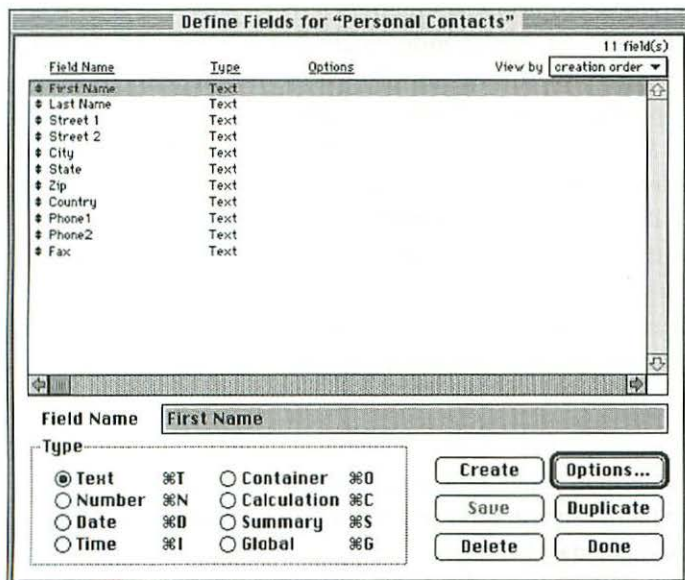 Define Fields for “Personal Contacts”
11 field(s)
Field Name Type Options View by creation order
First Name Text
Last Name Text
Street 1 Text
Street 2 Text
City Text
State Text
Zip Text
Country Text
Phone1 Text
Phone2 Text
Fax Text
Field Name First Name
Type
Text ⌘T Container ⌘O
Number ⌘N Calculation ⌘C
Date ⌘D Summary ⌘S
Time ⌘I Global ⌘G
Create Options...
Save Duplicate
Delete Done